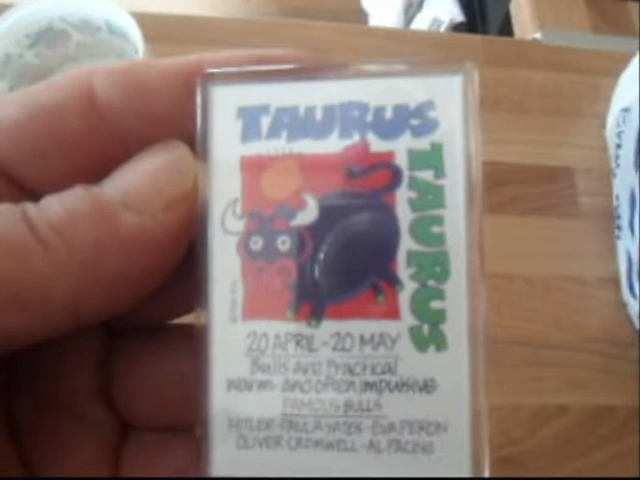 TAURUS
TAURUS
20 APRIL - 20 MAY
Bulls are practical
warm and often impulsive
FAMOUS BULLS
HITLER - PAULA YATES - EVA PERON
OLIVER CROMWELL - AL PACINO